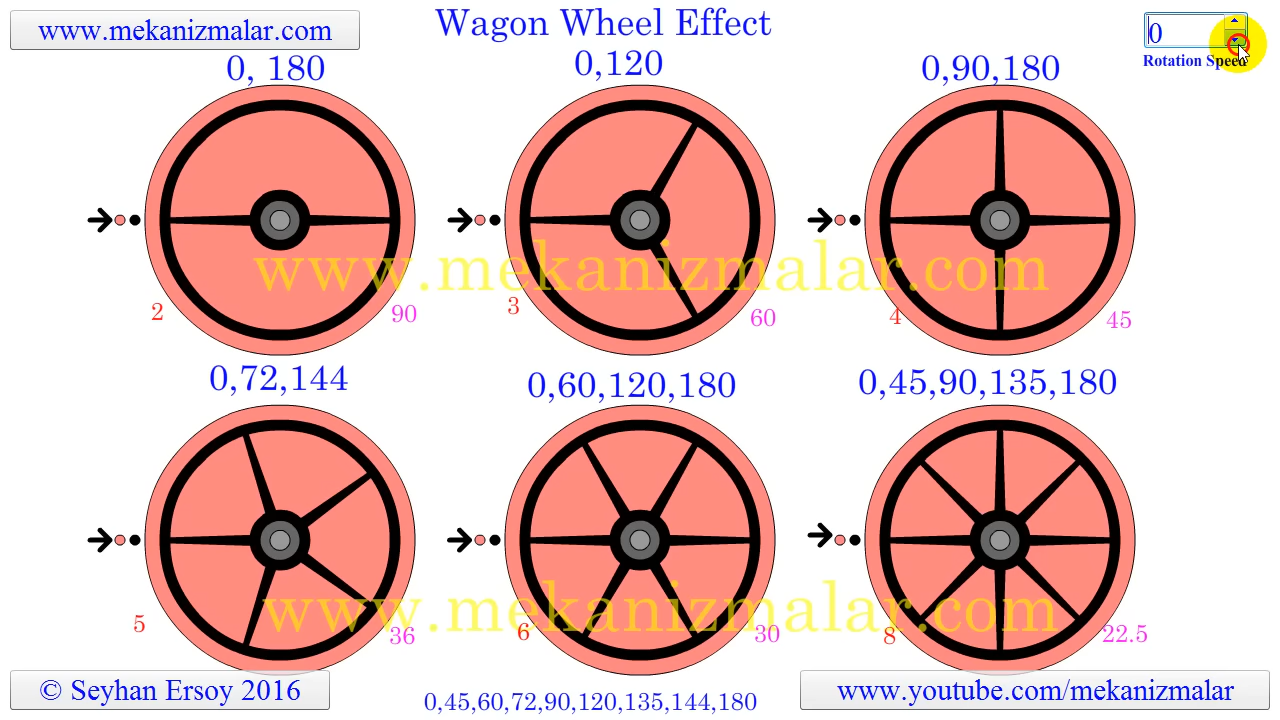 www.mekanizmalar.com
Wagon Wheel Effect
0
Rotation Speed
0, 180
0,120
0,90,180
www.mekanizmalar.com
2
90
3
60
4
45
0,72,144
0,60,120,180
0,45,90,135,180
www.mekanizmalar.com
5
36
6
30
8
22.5
© Seyhan Ersoy 2016
0,45,60,72,90,120,135,144,180
www.youtube.com/mekanizmalar